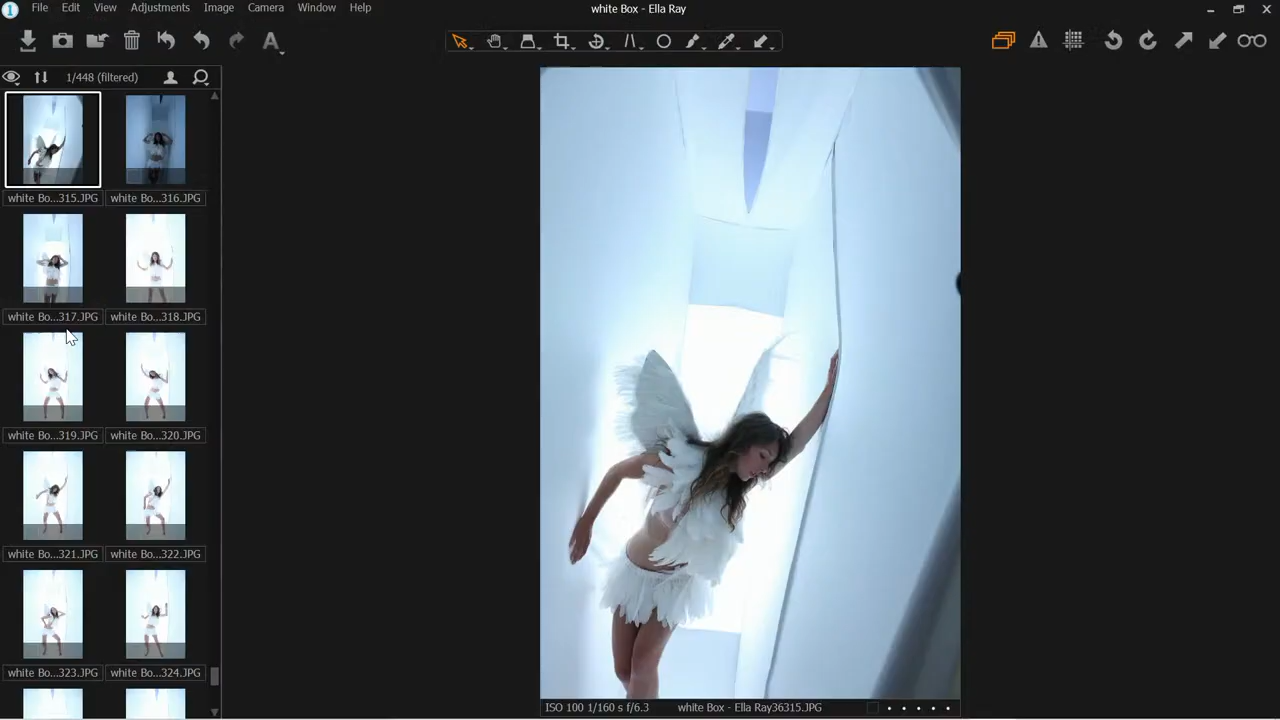 File Edit View Adjustments Image Camera Window Help
white Box - Ella Ray
1/448 (filtered)
white Bo...315.JPG white Bo...316.JPG
white Bo...317.JPG white Bo...318.JPG
white Bo...319.JPG white Bo...320.JPG
white Bo...321.JPG white Bo...322.JPG
white Bo...323.JPG white Bo...324.JPG
ISO 100 1/160 s f/6.3 white Box - Ella Ray36315.JPG